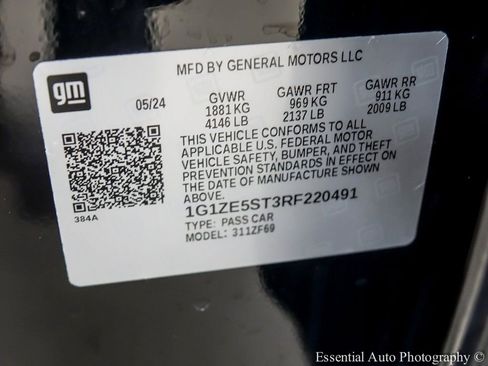 MFD BY GENERAL MOTORS LLC
gm
05/24
GVWR
1881 KG
4146 LB
GAWR FRT
969 KG
2137 LB
GAWR RR
911 KG
2009 LB
THIS VEHICLE CONFORMS TO ALL
APPLICABLE U.S. FEDERAL MOTOR
VEHICLE SAFETY, BUMPER, AND THEFT
PREVENTION STANDARDS IN EFFECT ON
THE DATE OF MANUFACTURE SHOWN
ABOVE.
384A
1G1ZE5ST3RF220491
TYPE: PASS CAR
MODEL: 311ZF69
Essential Auto Photography ©